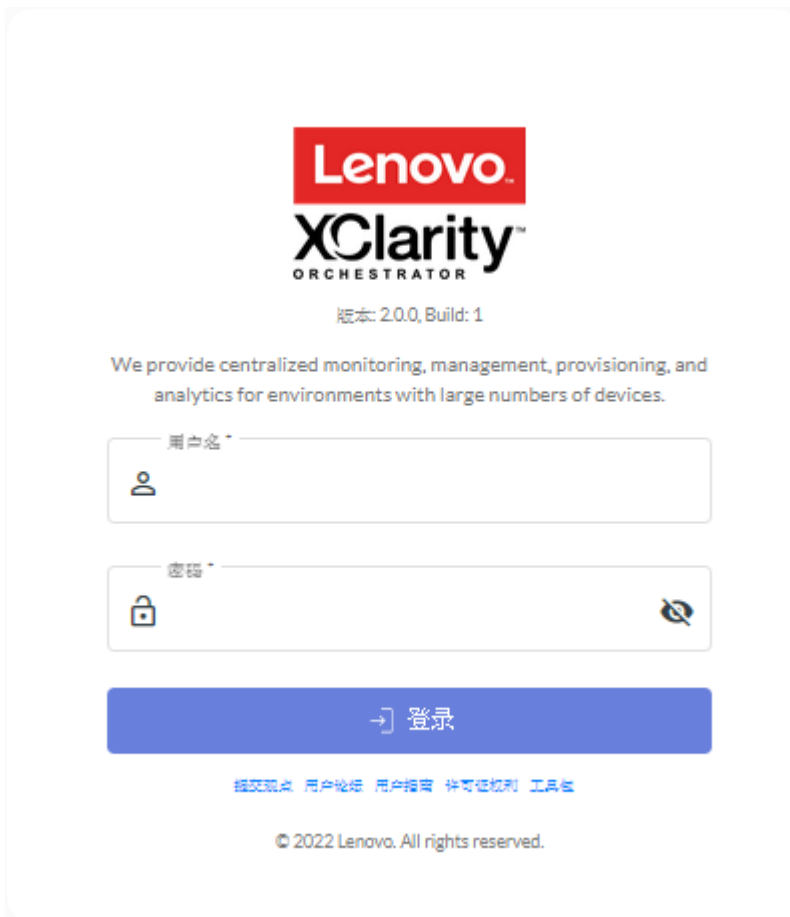 Lenovo™
XClarity™
ORCHESTRATOR
版本: 2.0.0, Build: 1
We provide centralized monitoring, management, provisioning, and
analytics for environments with large numbers of devices.
用户名 *
密码 *
登录
提交观点 用户论坛 用户指南 许可证权利 工具包
© 2022 Lenovo. All rights reserved.